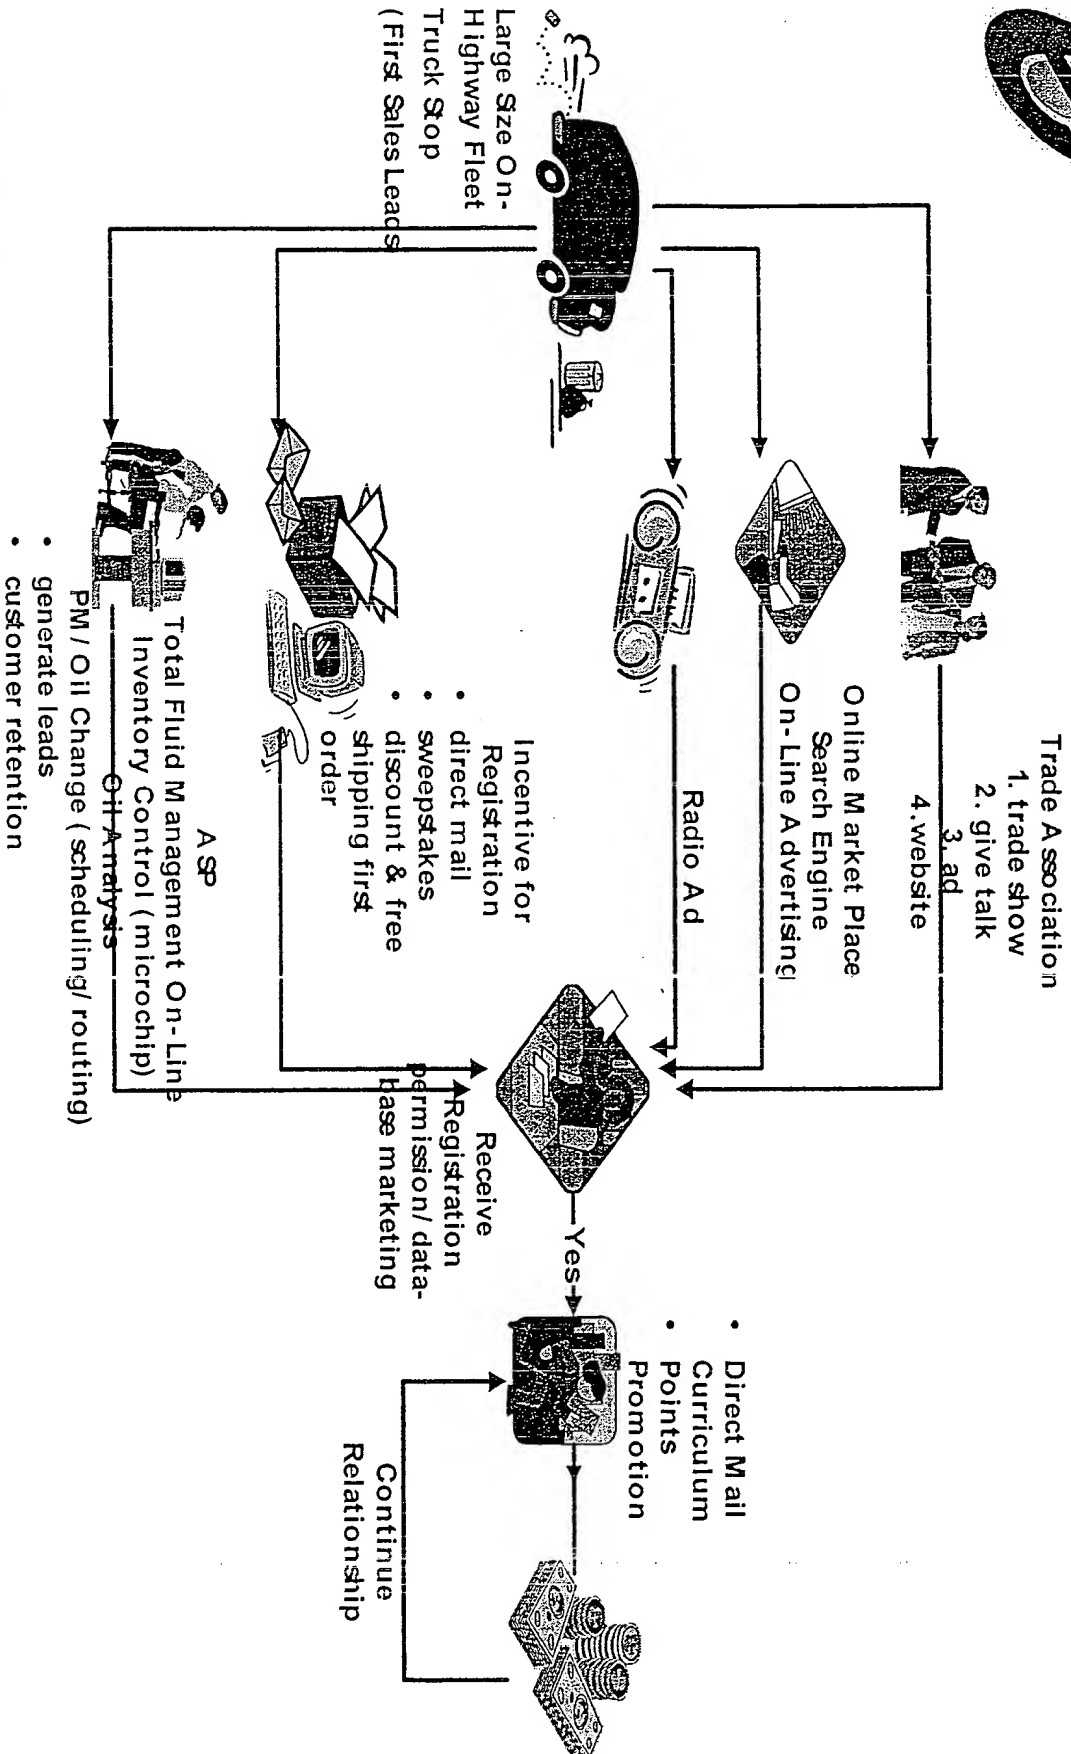 Trade Association
1. trade show
2. give talk
3. ad
4. website
Online Market Place
Search Engine
On-Line Advertising
Radio Ad
Large Size On-
Highway Fleet
Truck Stop
(First Sales Leads
Incentive for
Registration
• direct mail
• sweepstakes
• discount & free
shipping first
order
ASP
Total Fluid Management On-Line
Inventory Control (microchip)
Oil Analysis
PM/Oil Change (scheduling/routing)
• generate leads
• customer retention
Receive
Registration
permission/data-
base marketing
Yes
• Direct Mail
Curriculum
• Points
Promotion
Continue
Relationship